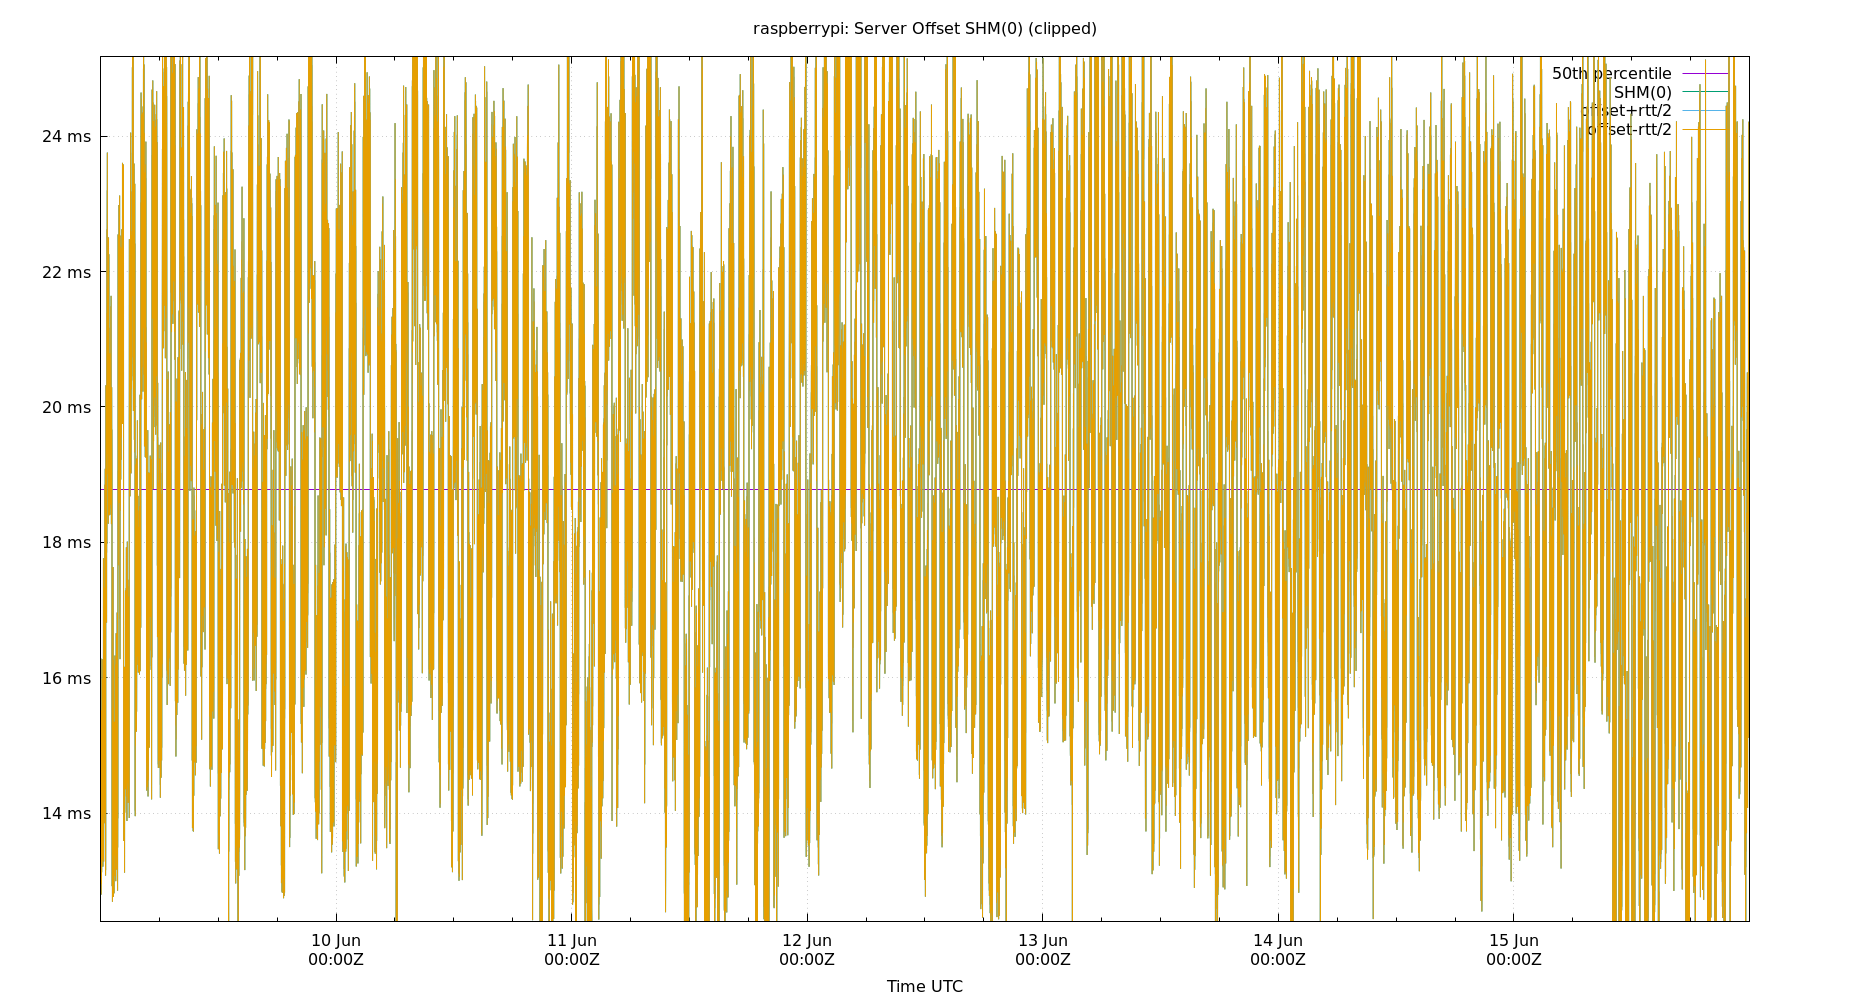 raspberrypi: Server Offset SHM(0) (clipped)
50th percentile
SHM(0)
offset+rtt/2
offset-rtt/2
24 ms
22 ms
20 ms
18 ms
16 ms
14 ms
10 Jun 11 Jun 12 Jun 13 Jun 14 Jun 15 Jun
00:00Z 00:00Z 00:00Z 00:00Z 00:00Z 00:00Z
Time UTC